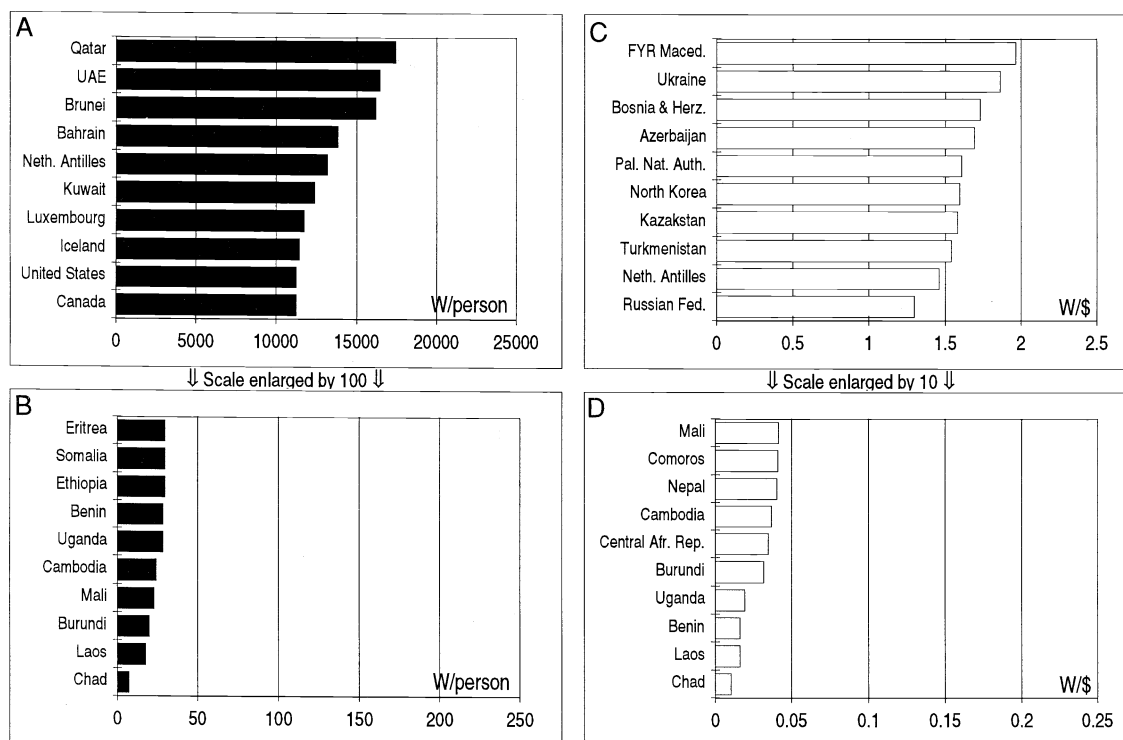 A
Qatar
UAE
Brunei
Bahrain
Neth. Antilles
Kuwait
Luxembourg
Iceland
United States
Canada
W/person
0 5000 10000 15000 20000 25000
⇓ Scale enlarged by 100 ⇓
B
Eritrea
Somalia
Ethiopia
Benin
Uganda
Cambodia
Mali
Burundi
Laos
Chad
W/person
0 50 100 150 200 250
C
FYR Maced.
Ukraine
Bosnia & Herz.
Azerbaijan
Pal. Nat. Auth.
North Korea
Kazakstan
Turkmenistan
Neth. Antilles
Russian Fed.
W/$
0 0.5 1 1.5 2 2.5
⇓ Scale enlarged by 10 ⇓
D
Mali
Comoros
Nepal
Cambodia
Central Afr. Rep.
Burundi
Uganda
Benin
Laos
Chad
W/$
0 0.05 0.1 0.15 0.2 0.25